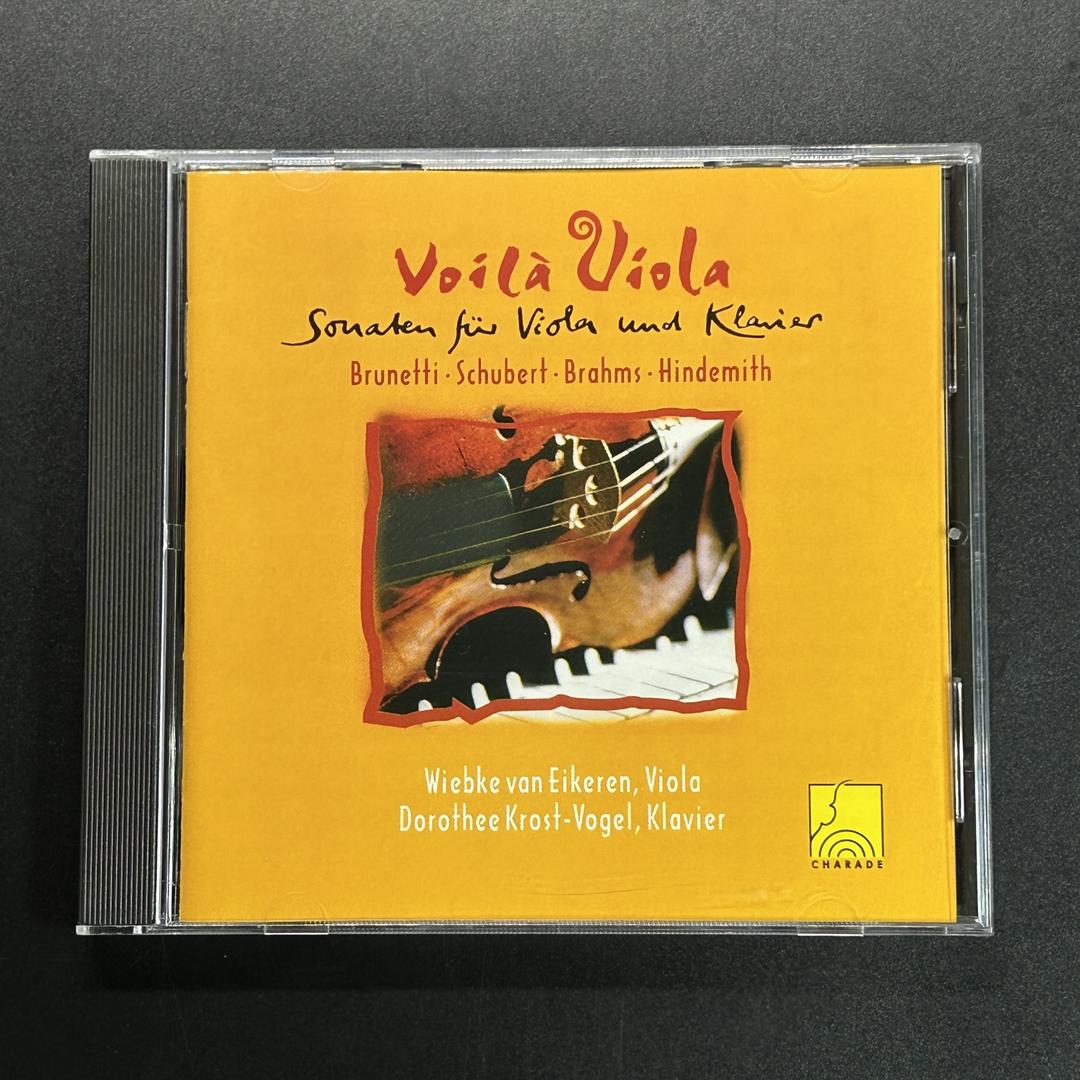 Voilà Viola
Sonaten für Viola und Klavier
Brunetti · Schubert · Brahms · Hindemith
Wiebke van Eikeren, Viola
Dorothee Krost-Vogel, Klavier
CHARADE